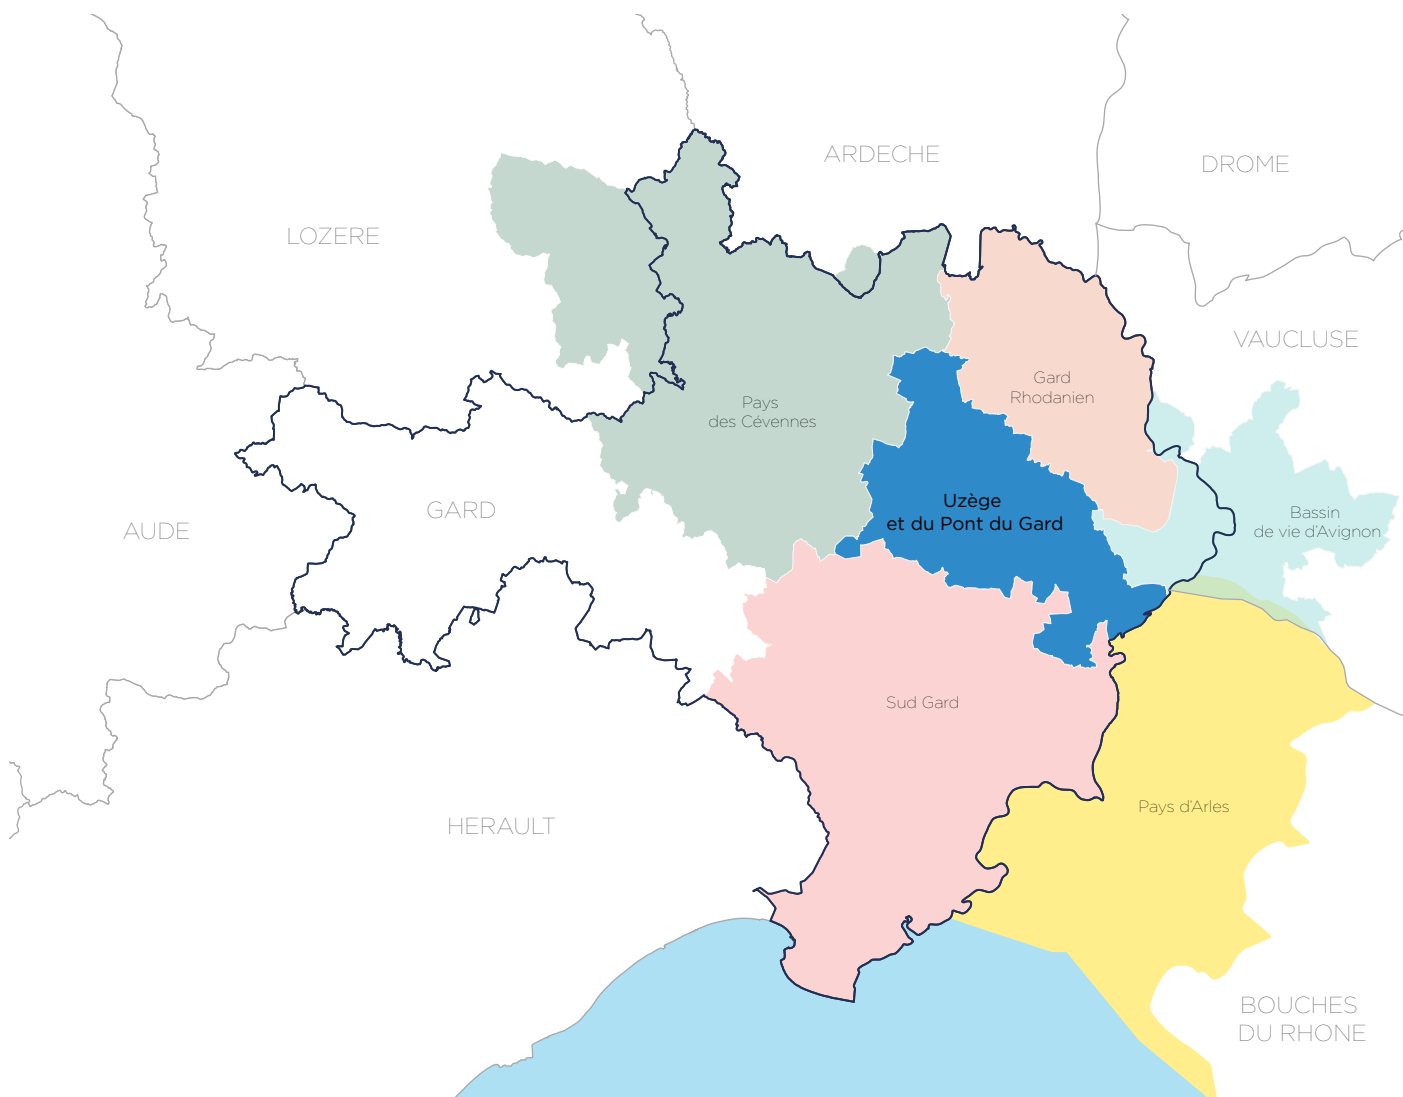 ARDECHE
DROME
LOZERE
VAUCLUSE
Gard
Rhodanien
Pays
des Cévennes
Uzège
et du Pont du Gard
GARD
AUDE
Bassin
de vie d'Avignon
Sud Gard
Pays d'Arles
HERAULT
BOUCHES
DU RHONE